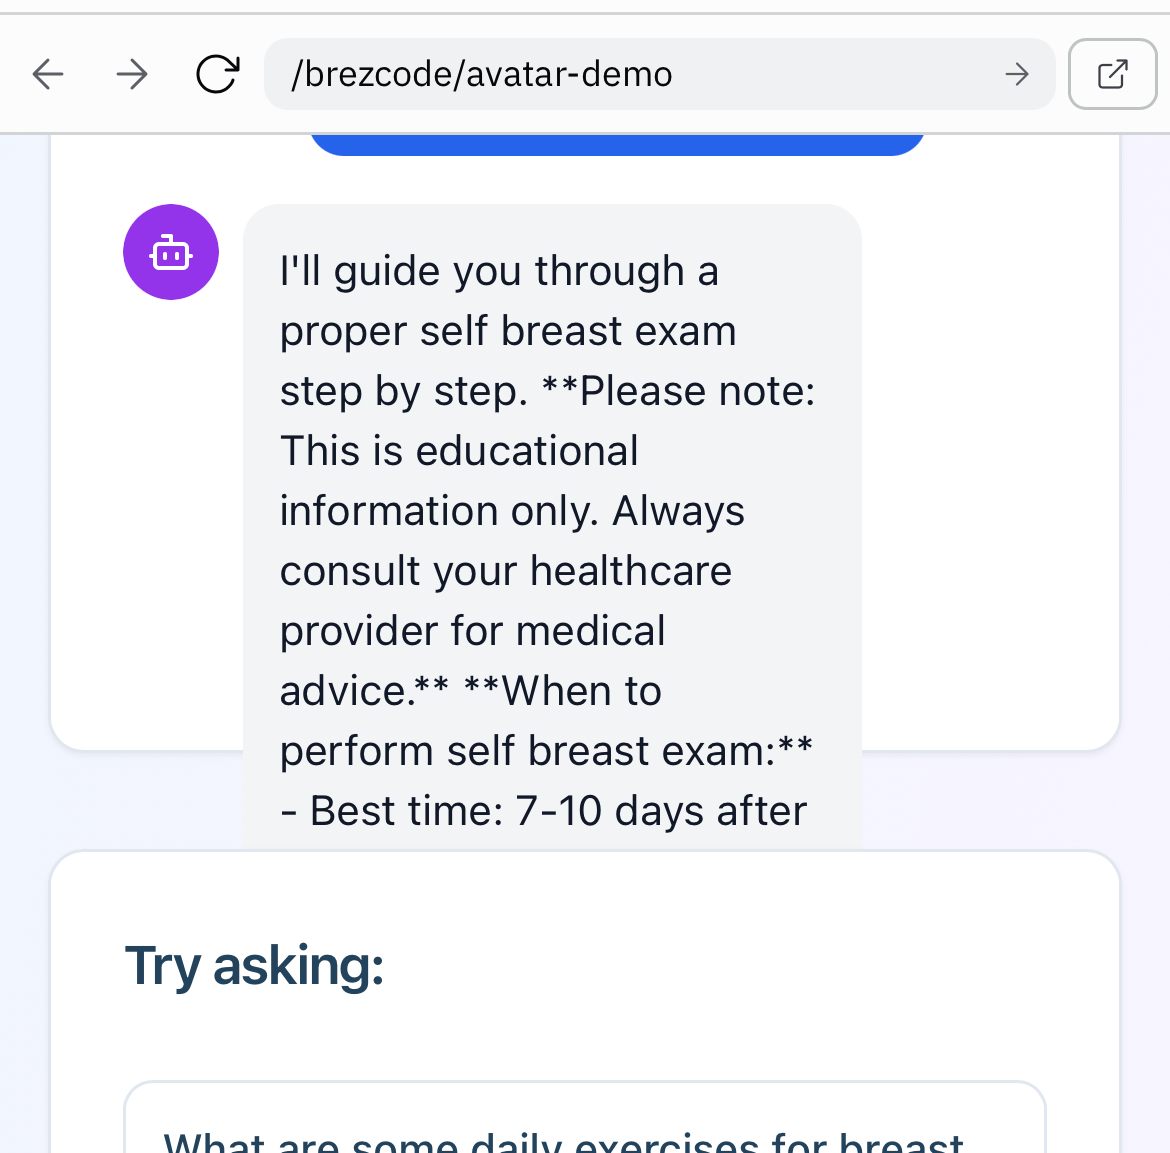 /brezcode/avatar-demo
I'll guide you through a
proper self breast exam
step by step. **Please note:
This is educational
information only. Always
consult your healthcare
provider for medical
advice.** **When to
perform self breast exam:**
- Best time: 7-10 days after
Try asking:
What are some daily exercises for breast